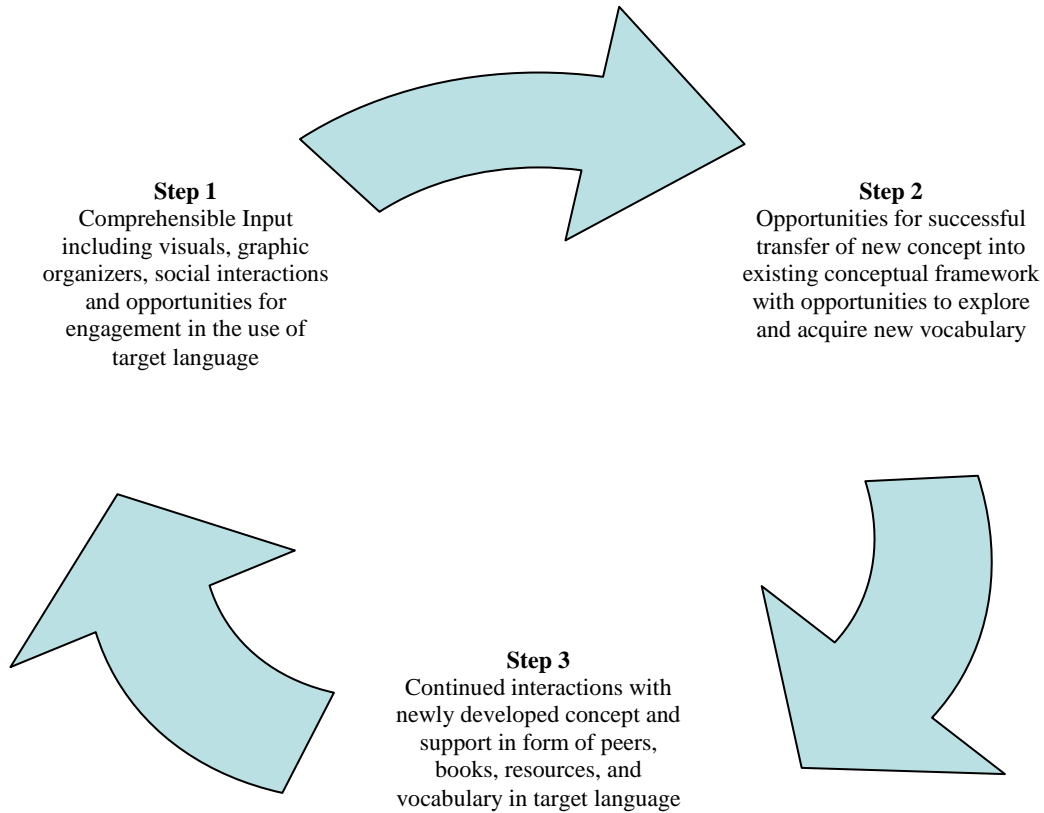 Step 1
Comprehensible Input
including visuals, graphic
organizers, social interactions
and opportunities for
engagement in the use of
target language
Step 2
Opportunities for successful
transfer of new concept into
existing conceptual framework
with opportunities to explore
and acquire new vocabulary
Step 3
Continued interactions with
newly developed concept and
support in form of peers,
books, resources, and
vocabulary in target language